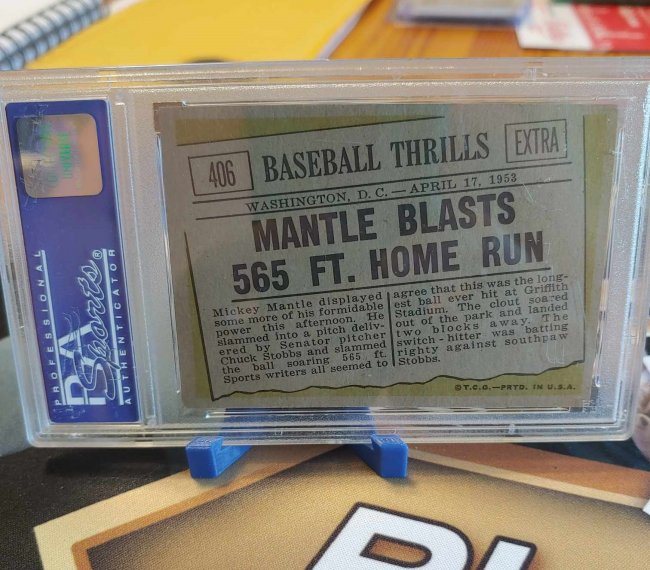 406 BASEBALL THRILLS EXTRA
WASHINGTON, D. C. — APRIL 17, 1953
MANTLE BLASTS
565 FT. HOME RUN
Mickey Mantle displayed
some more of his formidable
power this afternoon. He
slammed into a pitch deliv-
ered by Senator pitcher
Chuck Stobbs and slammed
the ball soaring 565 ft.
Sports writers all seemed to
agree that this was the long-
est ball ever hit at Griffith
Stadium. The clout soared
out of the park and landed
two blocks away. The
switch-hitter was batting
righty against southpaw
Stobbs.
© T.C.G.—PRTD. IN U.S.A.
PROFESSIONAL
PSA
Sports®
AUTHENTICATOR